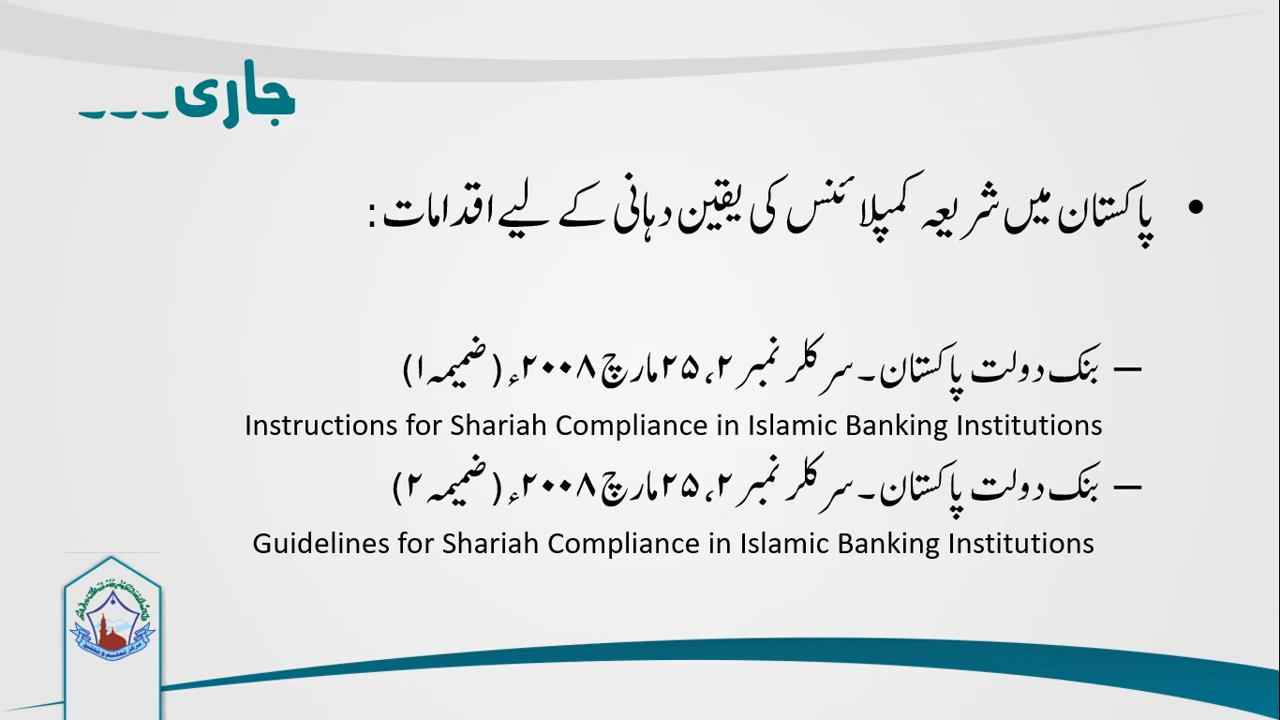 جاری۔۔۔
• پاکستان میں شریعہ کمپلائنس کی یقین دہانی کے لیے اقدامات:
– بنک دولت پاکستان۔ سرکلر نمبر ۲، ۲۵ مارچ ۲۰۰۸ء (ضمیمہ ۱)
Instructions for Shariah Compliance in Islamic Banking Institutions
– بنک دولت پاکستان۔ سرکلر نمبر ۲، ۲۵ مارچ ۲۰۰۸ء (ضمیمہ ۲)
Guidelines for Shariah Compliance in Islamic Banking Institutions